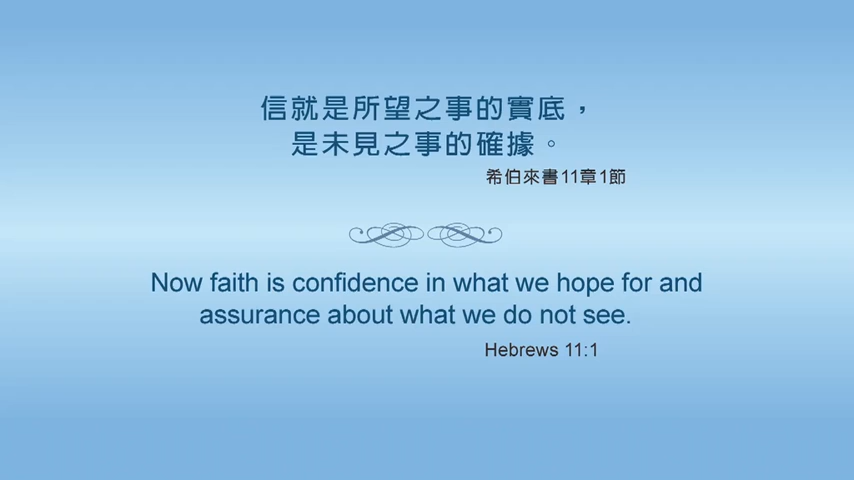 信就是所望之事的實底，
是未見之事的確據。
希伯來書11章1節
Now faith is confidence in what we hope for and
assurance about what we do not see.
Hebrews 11:1